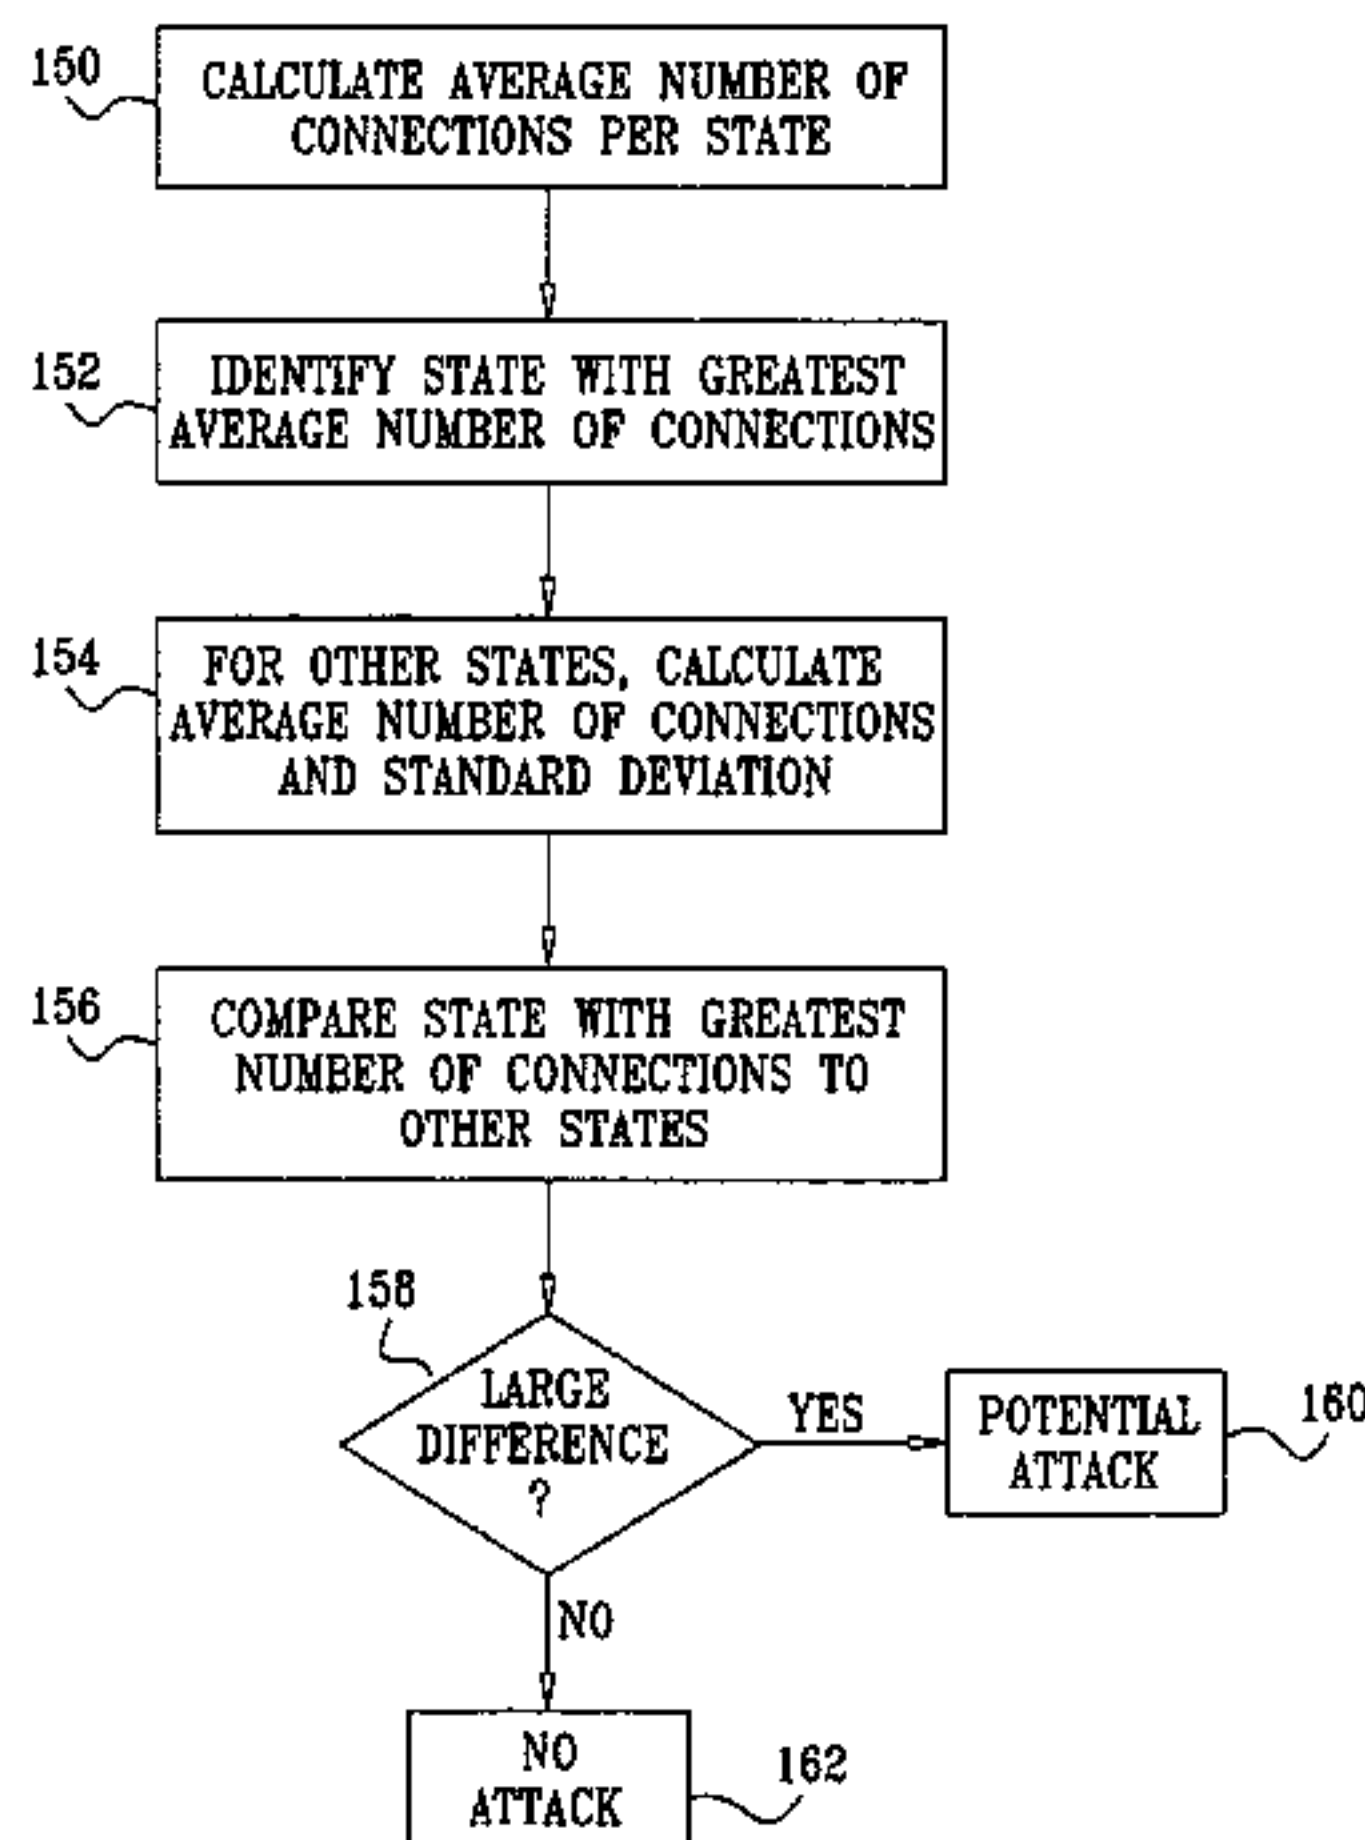 150
CALCULATE AVERAGE NUMBER OF
CONNECTIONS PER STATE
152
IDENTIFY STATE WITH GREATEST
AVERAGE NUMBER OF CONNECTIONS
154
FOR OTHER STATES, CALCULATE
AVERAGE NUMBER OF CONNECTIONS
AND STANDARD DEVIATION
156
COMPARE STATE WITH GREATEST
NUMBER OF CONNECTIONS TO
OTHER STATES
158
LARGE
DIFFERENCE
?
YES
POTENTIAL
ATTACK
160
NO
NO
ATTACK
162